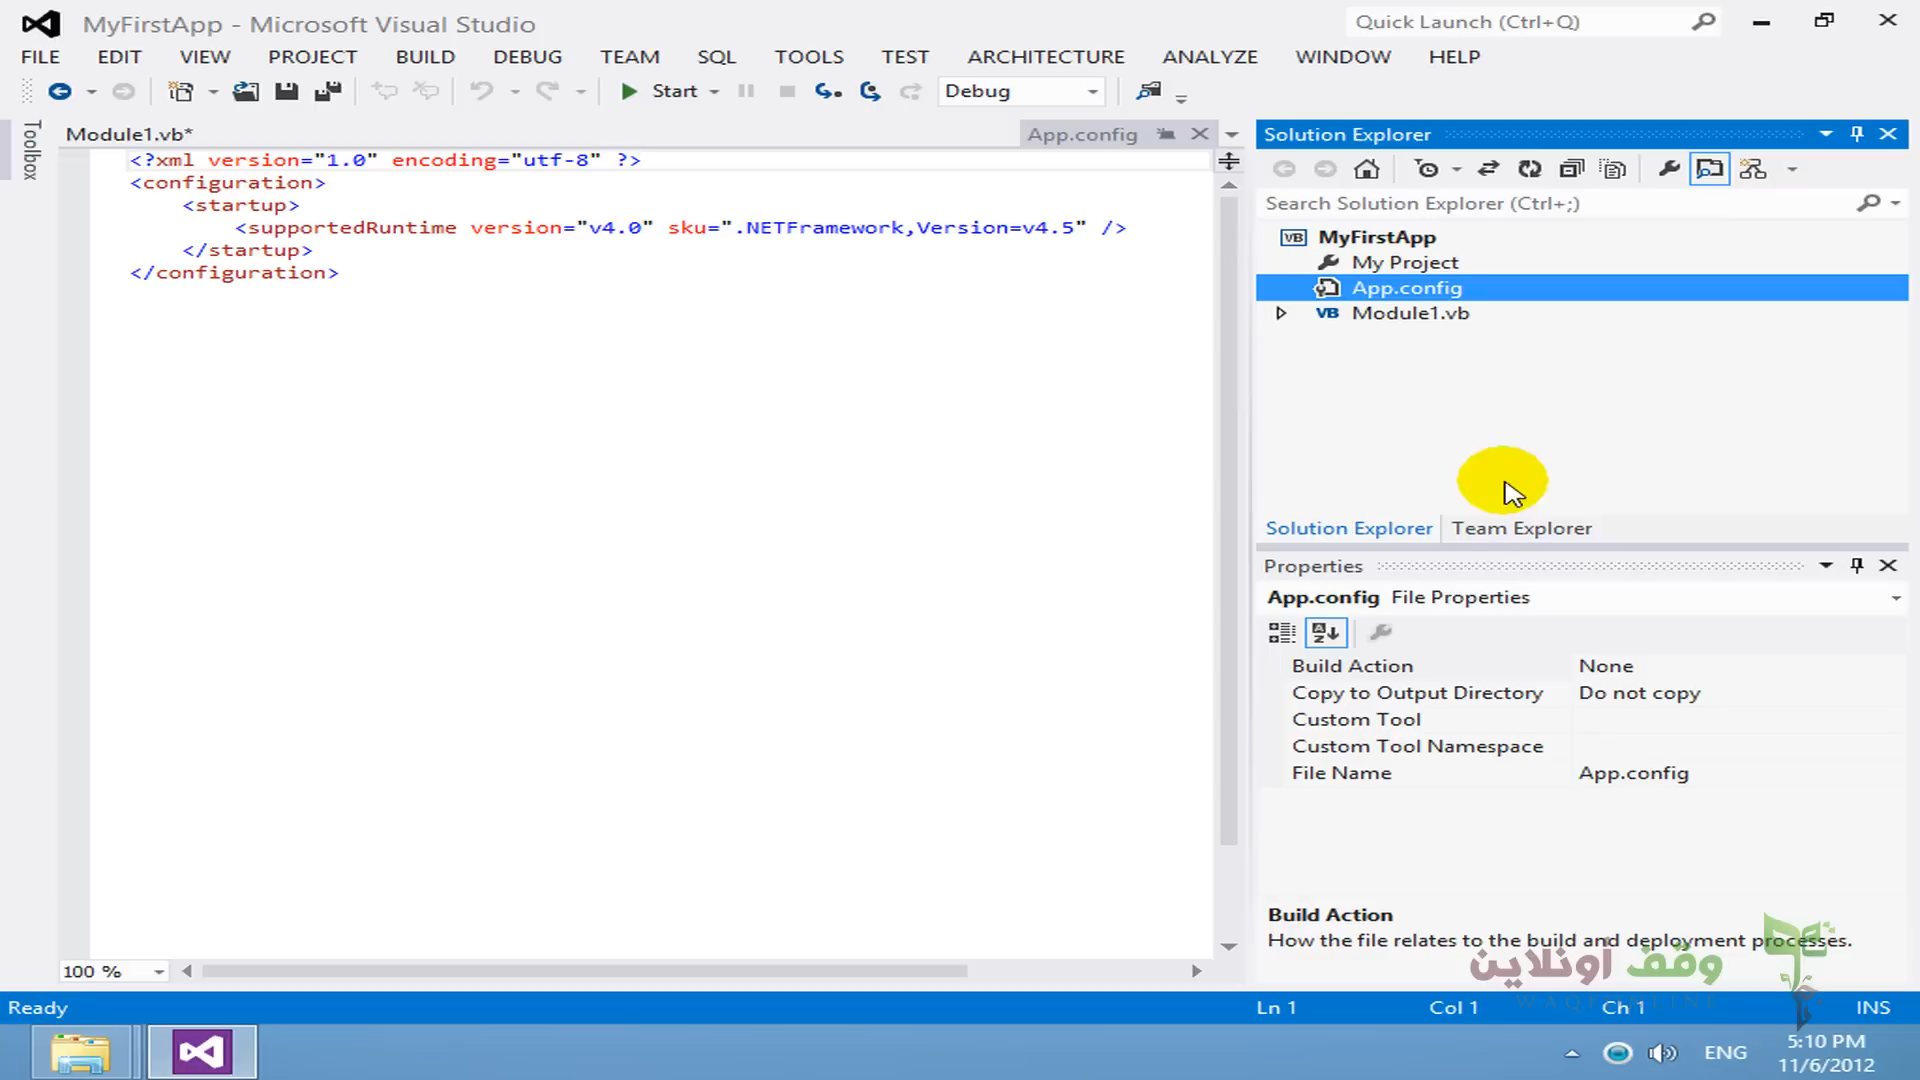 MyFirstApp - Microsoft Visual Studio
Quick Launch (Ctrl+Q)
FILE EDIT VIEW PROJECT BUILD DEBUG TEAM SQL TOOLS TEST ARCHITECTURE ANALYZE WINDOW HELP
Start Debug
Toolbox
Module1.vb*
App.config
<?xml version="1.0" encoding="utf-8" ?>
<configuration>
<startup>
<supportedRuntime version="v4.0" sku=".NETFramework,Version=v4.5" />
</startup>
</configuration>
100 %
Solution Explorer
Search Solution Explorer (Ctrl+;)
VB MyFirstApp
My Project
App.config
VB Module1.vb
Solution Explorer Team Explorer
Properties
App.config File Properties
Build Action None
Copy to Output Directory Do not copy
Custom Tool
Custom Tool Namespace
File Name App.config
Build Action
How the file relates to the build and deployment processes.
وقف أونلاين
WAQF ONLINE
Ready Ln 1 Col 1 Ch 1 INS
ENG
5:10 PM
11/6/2012